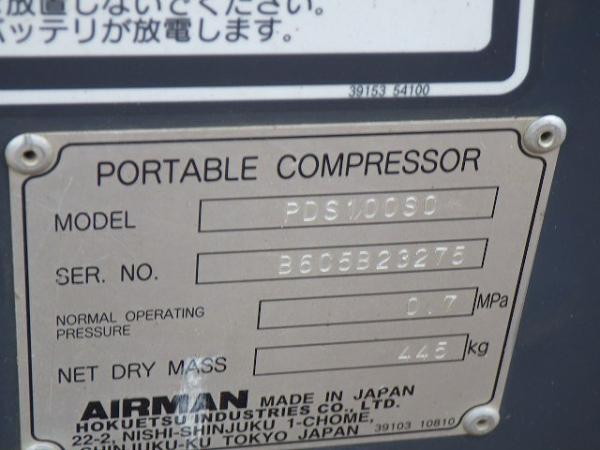 放置しないでください。
バッテリが放電します。
39153 54100
PORTABLE COMPRESSOR
MODEL PDS100SC
SER. NO. B6C5B23275
NORMAL OPERATING
PRESSURE 0.7 MPa
NET DRY MASS 445 kg
AIRMAN MADE IN JAPAN
HOKUETSU INDUSTRIES CO., LTD.
22-2, NISHI-SHINJUKU 1-CHOME,
SHINJUKU-KU TOKYO JAPAN 39103 10810